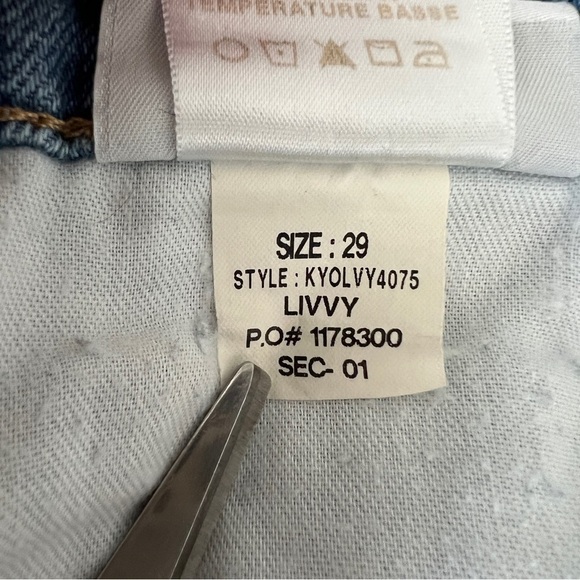 TEMPERATURE BASSE
SIZE : 29
STYLE : KYOLVY4075
LIVVY
P.O# 1178300
SEC- 01